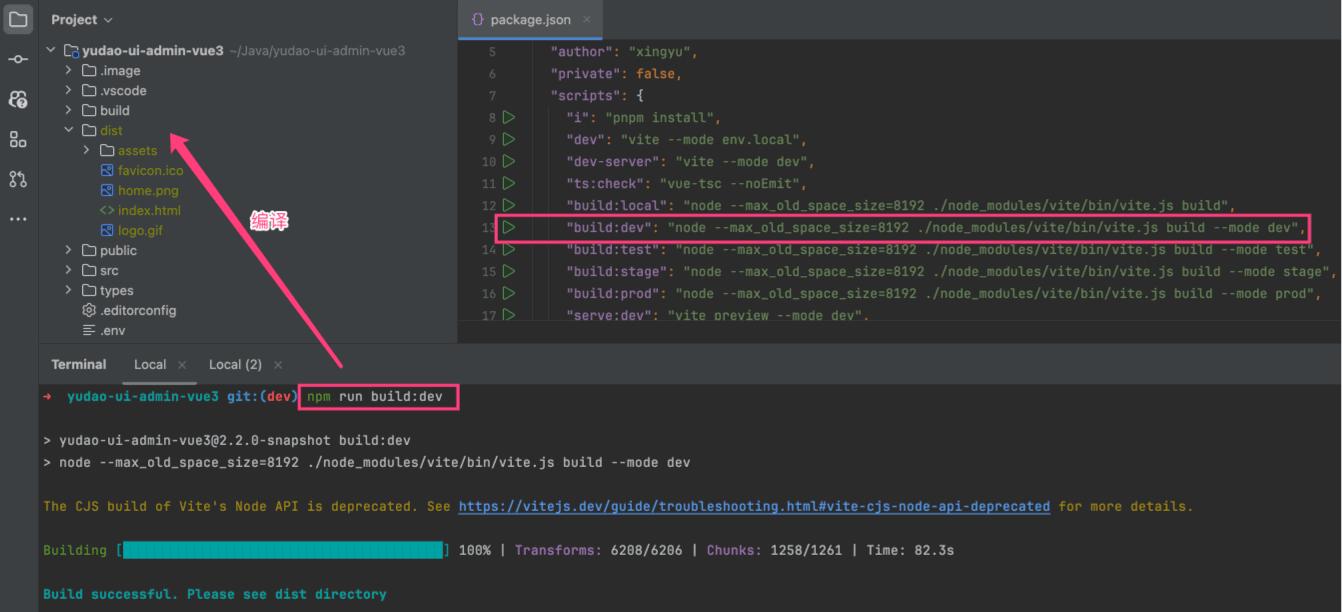 Project
package.json
yudao-ui-admin-vue3 ~/Java/yudao-ui-admin-vue3
.image
.vscode
build
dist
assets
favicon.ico
home.png
index.html
logo.gif
public
src
types
.editorconfig
.env
编译
5 "author": "xingyu",
6 "private": false,
7 "scripts": {
8 "i": "pnpm install",
9 "dev": "vite --mode env.local",
10 "dev-server": "vite --mode dev",
11 "ts:check": "vue-tsc --noEmit",
12 "build:local": "node --max_old_space_size=8192 ./node_modules/vite/bin/vite.js build",
13 "build:dev": "node --max_old_space_size=8192 ./node_modules/vite/bin/vite.js build --mode dev",
14 "build:test": "node --max_old_space_size=8192 ./node_modules/vite/bin/vite.js build --mode test",
15 "build:stage": "node --max_old_space_size=8192 ./node_modules/vite/bin/vite.js build --mode stage",
16 "build:prod": "node --max_old_space_size=8192 ./node_modules/vite/bin/vite.js build --mode prod",
17 "serve:dev": "vite preview --mode dev",
Terminal Local Local (2)
→ yudao-ui-admin-vue3 git:(dev) npm run build:dev
> yudao-ui-admin-vue3@2.2.0-snapshot build:dev
> node --max_old_space_size=8192 ./node_modules/vite/bin/vite.js build --mode dev
The CJS build of Vite's Node API is deprecated. See https://vitejs.dev/guide/troubleshooting.html#vite-cjs-node-api-deprecated for more details.
Building [ ] 100% | Transforms: 6208/6206 | Chunks: 1258/1261 | Time: 82.3s
Build successful. Please see dist directory